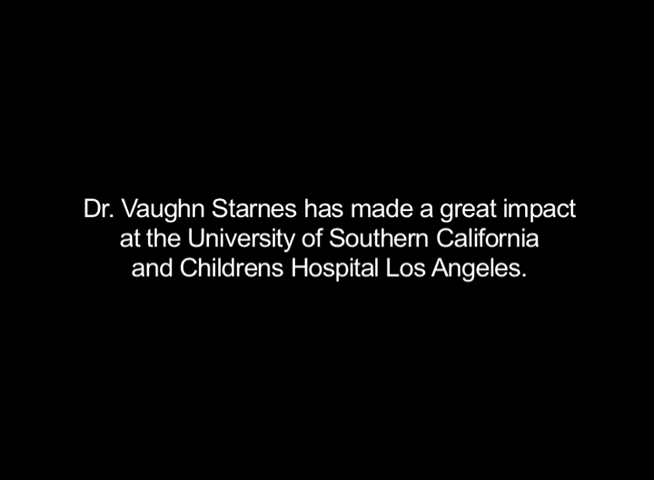 Dr. Vaughn Starnes has made a great impact
at the University of Southern California
and Childrens Hospital Los Angeles.